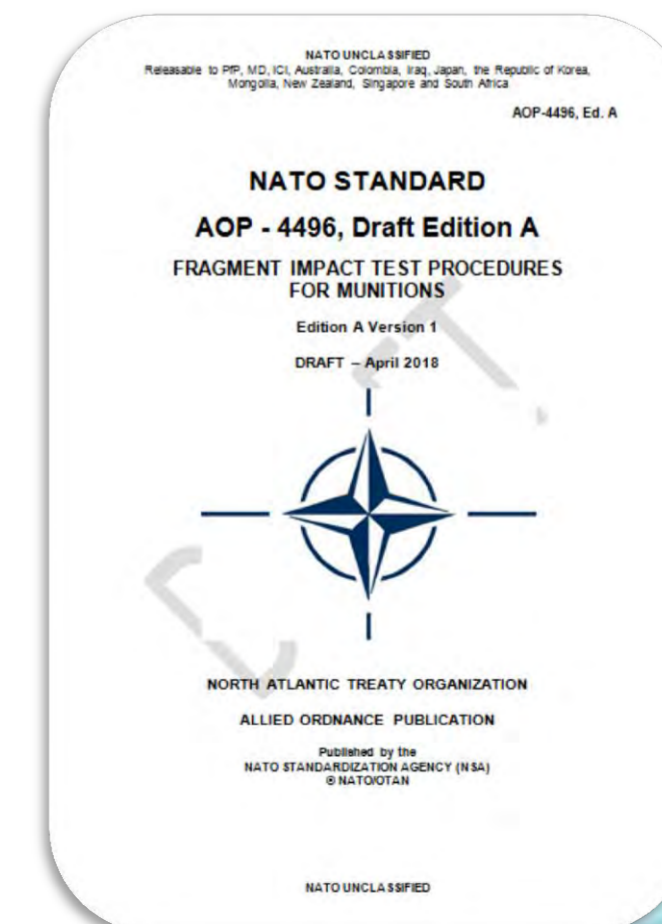 NATO UNCLASSIFIED
Releasable to PfP, MD, ICI, Australia, Colombia, Iraq, Japan, the Republic of Korea,
Mongolia, New Zealand, Singapore and South Africa
AOP-4496, Ed. A
NATO STANDARD
AOP - 4496, Draft Edition A
FRAGMENT IMPACT TEST PROCEDURES
FOR MUNITIONS
Edition A Version 1
DRAFT – April 2018
NORTH ATLANTIC TREATY ORGANIZATION
ALLIED ORDNANCE PUBLICATION
Published by the
NATO STANDARDIZATION AGENCY (NSA)
© NATO/OTAN
NATO UNCLASSIFIED